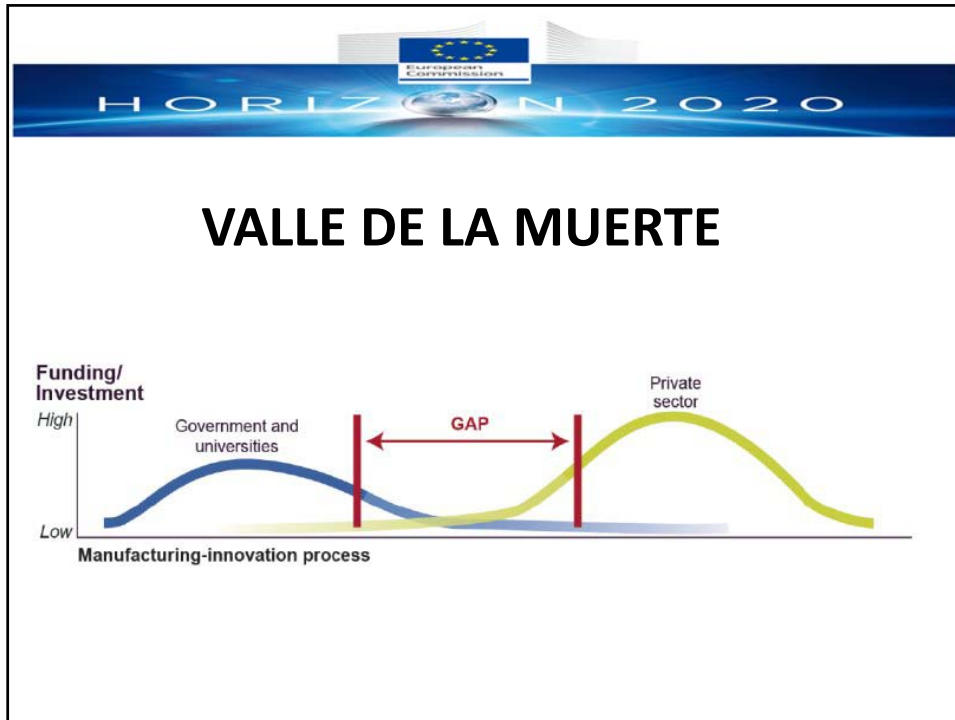 European
Commission
HORIZON 2020
VALLE DE LA MUERTE
Funding/
Investment
High
Low
Government and
universities
GAP
Private
sector
Manufacturing-innovation process